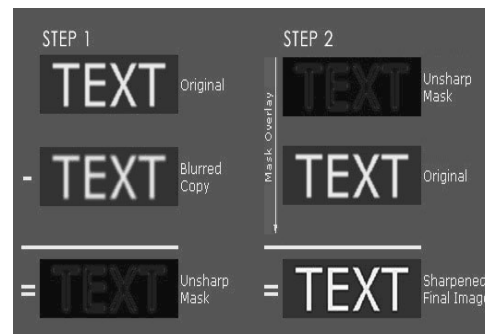 STEP 1
TEXT Original
- TEXT Blurred
Copy
= TEXT Unsharp
Mask
STEP 2
Mask Overlay
TEXT Unsharp
Mask
TEXT Original
= TEXT Sharpened
Final Image